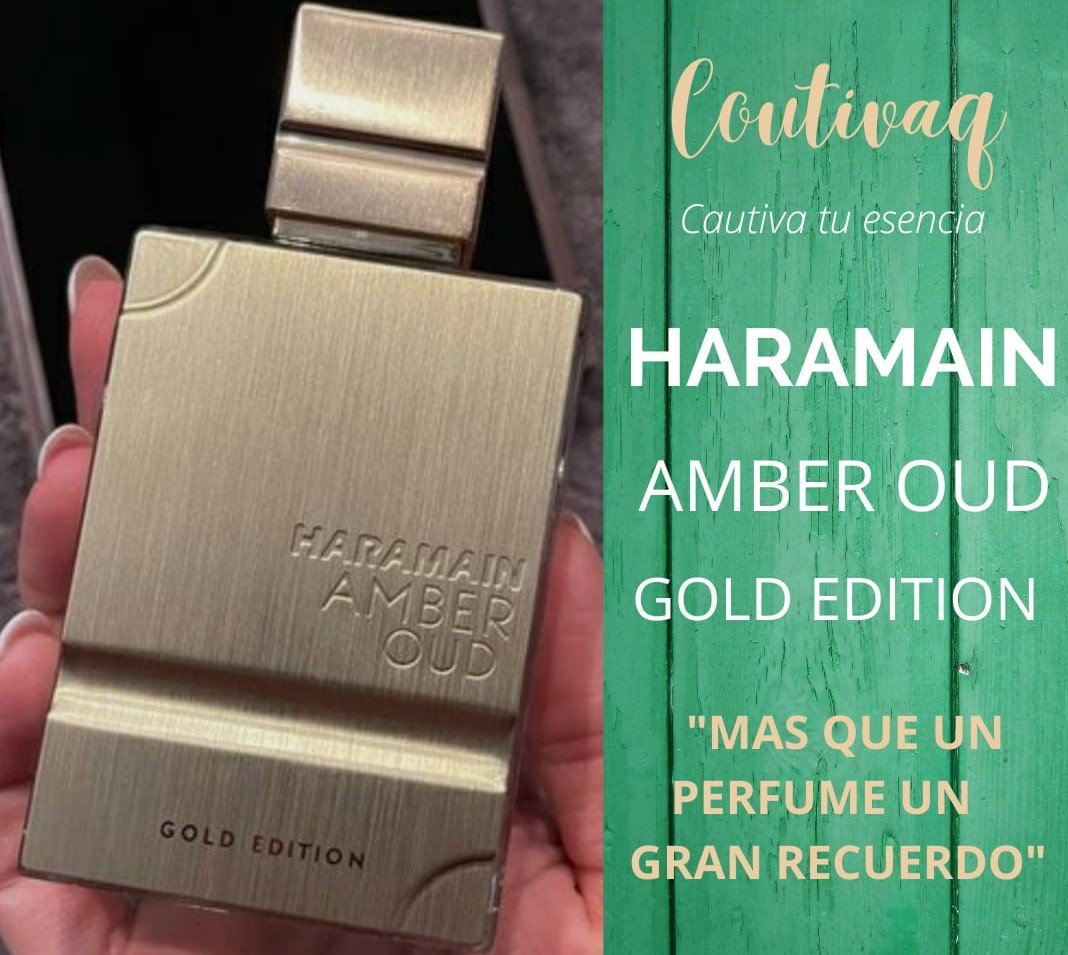 HARAMAIN
AMBER
OUD
GOLD EDITION
Coutivaq
Cautiva tu esencia
HARAMAIN
AMBER OUD
GOLD EDITION
"MAS QUE UN
PERFUME UN
GRAN RECUERDO"